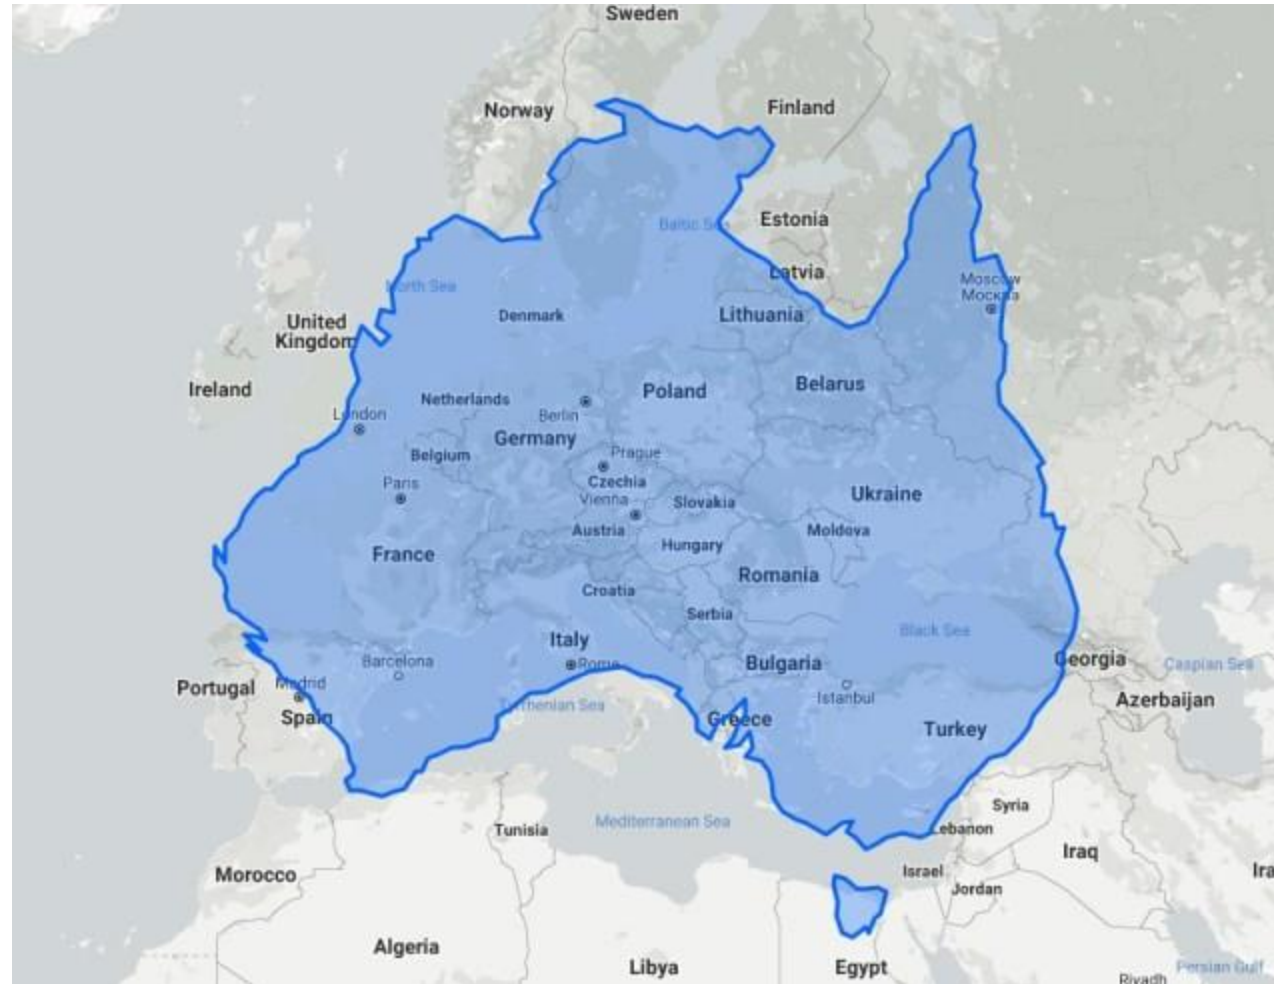 Sweden
Norway
Finland
Estonia
Baltic Sea
Latvia
Moscow
Москва
North Sea
Denmark
Lithuania
United
Kingdom
Ireland
Netherlands
Poland
Belarus
London
Berlin
Germany
Belgium
Prague
Czechia
Paris
Vienna
Slovakia
Ukraine
Austria
Moldova
France
Hungary
Romania
Croatia
Serbia
Black Sea
Italy
Barcelona
Rome
Bulgaria
Georgia
Caspian Sea
Portugal
Madrid
Istanbul
Azerbaijan
Spain
Tyrrhenian Sea
Greece
Turkey
Syria
Tunisia
Mediterranean Sea
Lebanon
Iraq
Morocco
Israel
Jordan
Ira
Algeria
Libya
Egypt
Persian Gulf
Riyadh